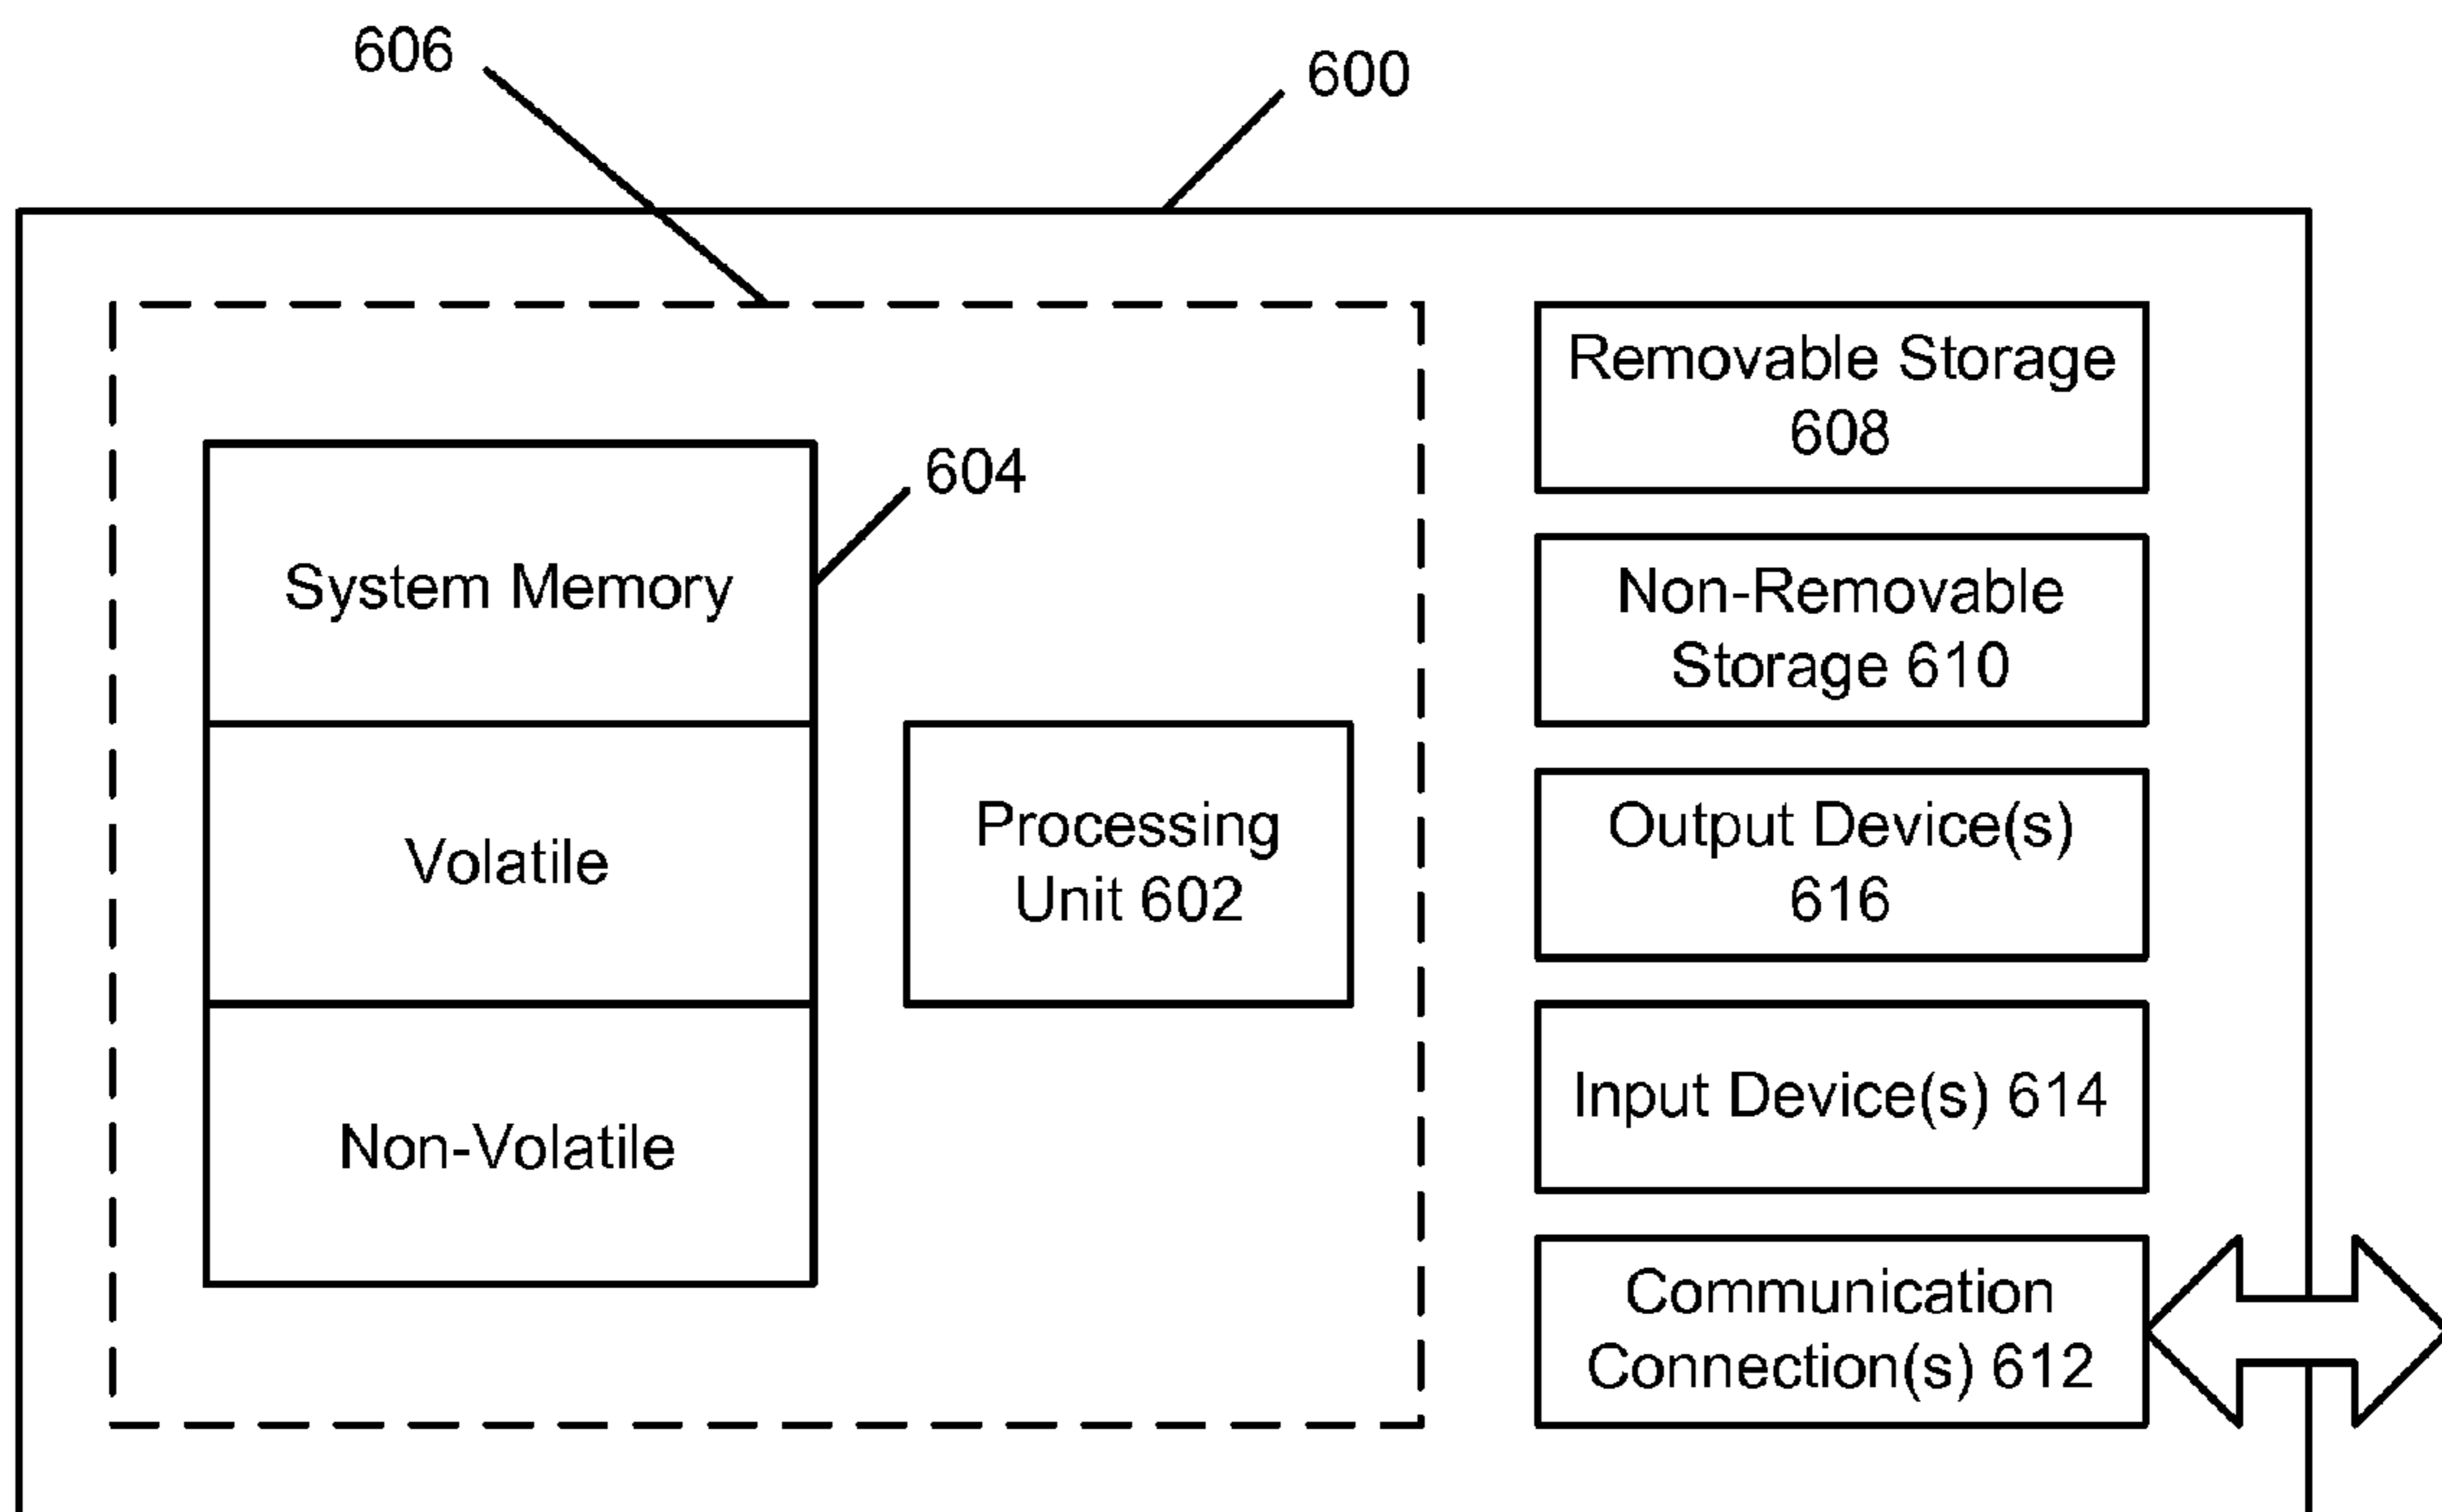 606
600
604
System Memory
Volatile
Non-Volatile
Processing
Unit 602
Removable Storage
608
Non-Removable
Storage 610
Output Device(s)
616
Input Device(s) 614
Communication
Connection(s) 612